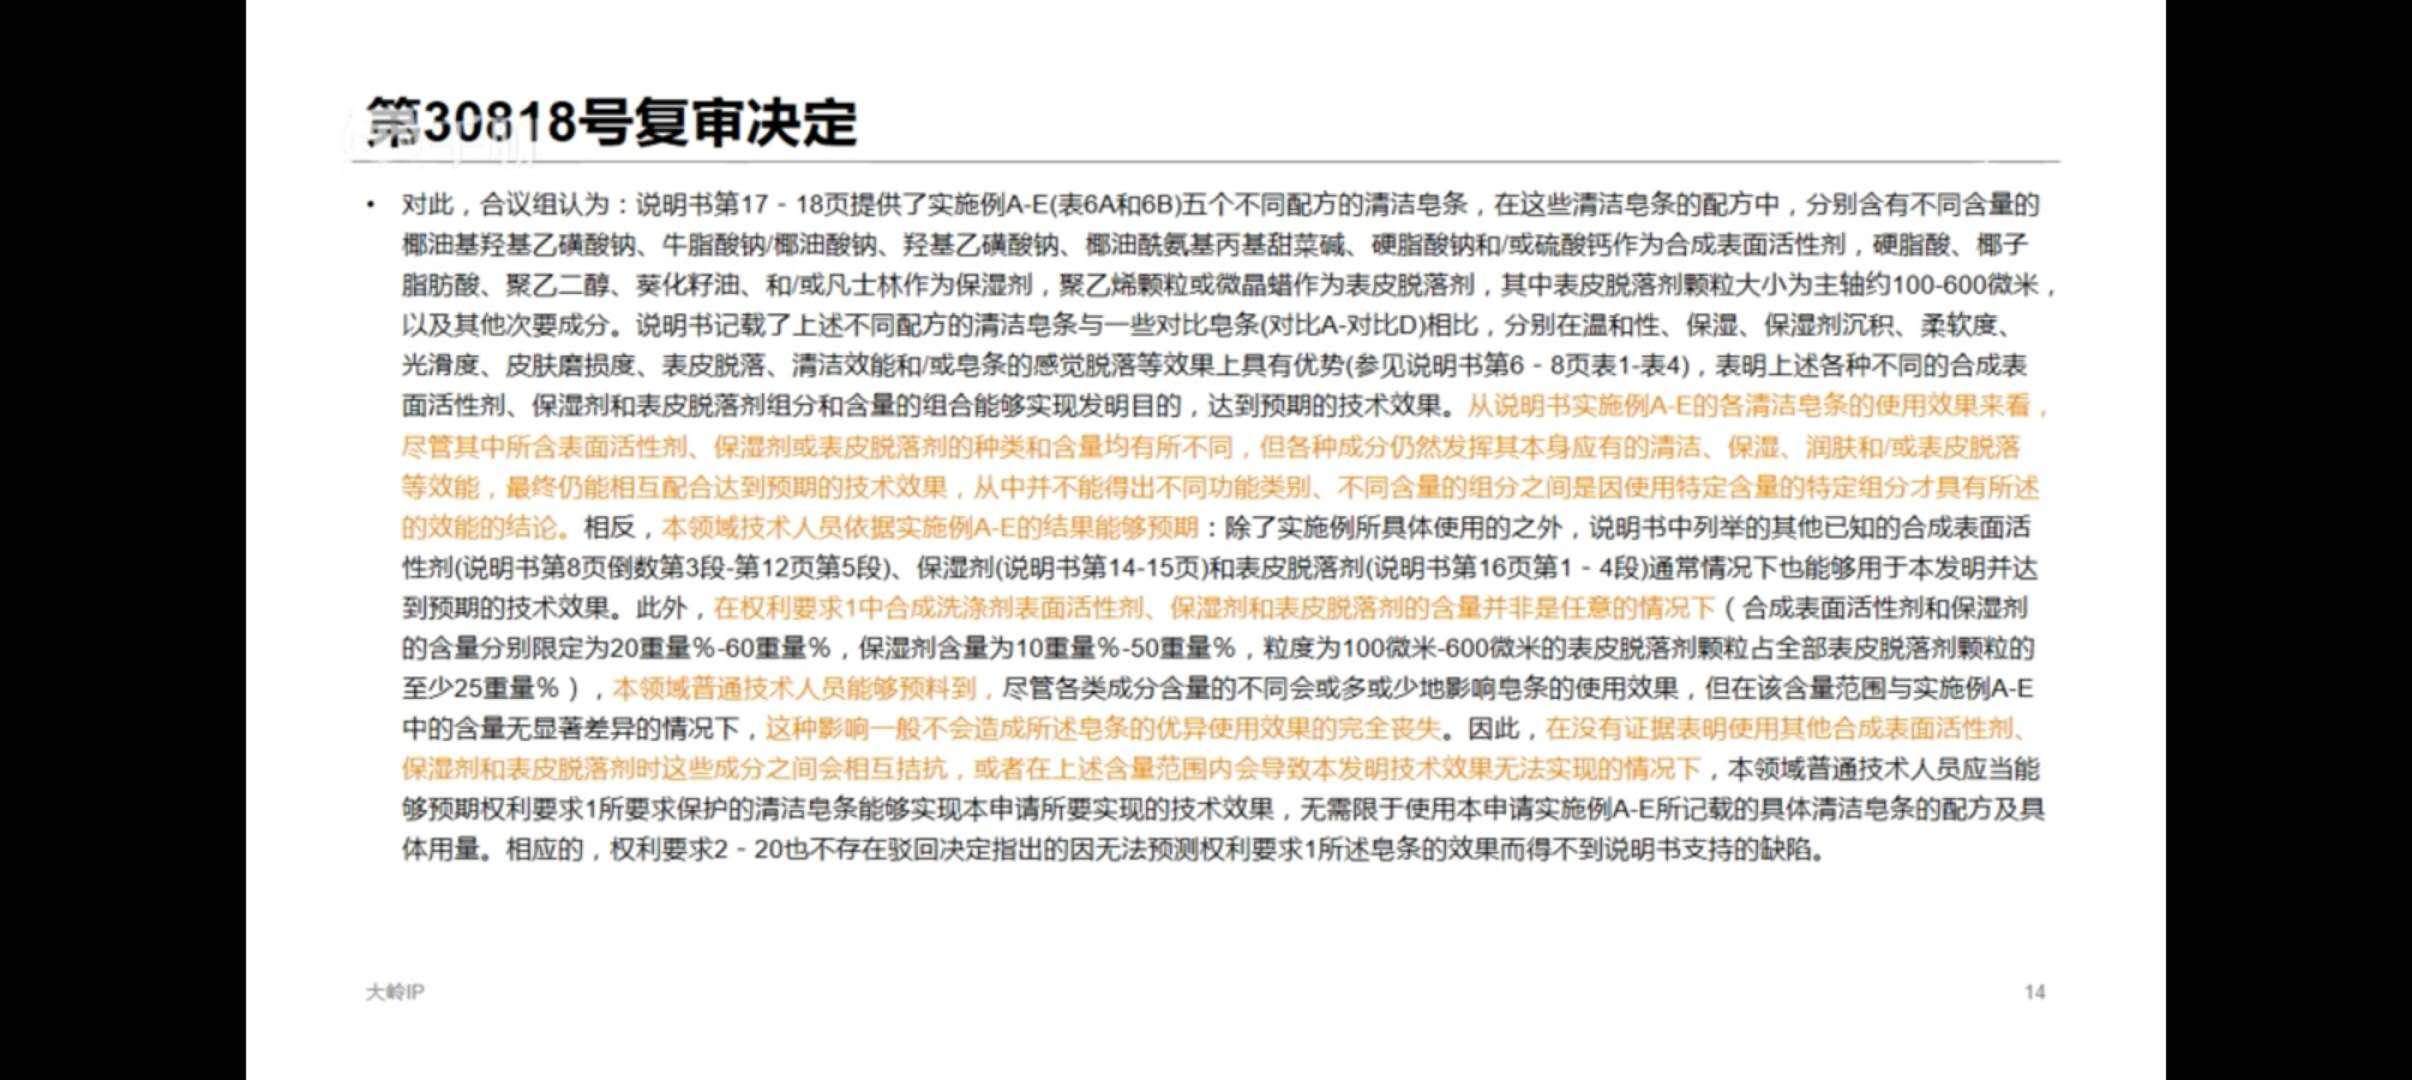 第30818号复审决定
• 对此，合议组认为：说明书第17－18页提供了实施例A-E(表6A和6B)五个不同配方的清洁皂条，在这些清洁皂条的配方中，分别含有不同含量的
椰油基羟基乙磺酸钠、牛脂酸钠/椰油酸钠、羟基乙磺酸钠、椰油酰氨基丙基甜菜碱、硬脂酸钠和/或硫酸钙作为合成表面活性剂，硬脂酸、椰子
脂肪酸、聚乙二醇、葵化籽油、和/或凡士林作为保湿剂，聚乙烯颗粒或微晶蜡作为表皮脱落剂，其中表皮脱落剂颗粒大小为主轴约100-600微米，
以及其他次要成分。说明书记载了上述不同配方的清洁皂条与一些对比皂条(对比A-对比D)相比，分别在温和性、保湿、保湿剂沉积、柔软度、
光滑度、皮肤磨损度、表皮脱落、清洁效能和/或皂条的感觉脱落等效果上具有优势(参见说明书第6－8页表1-表4)，表明上述各种不同的合成表
面活性剂、保湿剂和表皮脱落剂组分和含量的组合能够实现发明目的，达到预期的技术效果。从说明书实施例A-E的各清洁皂条的使用效果来看，
尽管其中所含表面活性剂、保湿剂或表皮脱落剂的种类和含量均有所不同，但各种成分仍然发挥其本身应有的清洁、保湿、润肤和/或表皮脱落
等效能，最终仍能相互配合达到预期的技术效果，从中并不能得出不同功能类别、不同含量的组分之间是因使用特定含量的特定组分才具有所述
的效能的结论。相反，本领域技术人员依据实施例A-E的结果能够预期：除了实施例所具体使用的之外，说明书中列举的其他已知的合成表面活
性剂(说明书第8页倒数第3段-第12页第5段)、保湿剂(说明书第14-15页)和表皮脱落剂(说明书第16页第1－4段)通常情况下也能够用于本发明并达
到预期的技术效果。此外，在权利要求1中合成洗涤剂表面活性剂、保湿剂和表皮脱落剂的含量并非是任意的情况下（合成表面活性剂和保湿剂
的含量分别限定为20重量%-60重量%，保湿剂含量为10重量%-50重量%，粒度为100微米-600微米的表皮脱落剂颗粒占全部表皮脱落剂颗粒的
至少25重量%），本领域普通技术人员能够预料到，尽管各类成分含量的不同会或多或少地影响皂条的使用效果，但在该含量范围与实施例A-E
中的含量无显著差异的情况下，这种影响一般不会造成所述皂条的优异使用效果的完全丧失。因此，在没有证据表明使用其他合成表面活性剂、
保湿剂和表皮脱落剂时这些成分之间会相互拮抗，或者在上述含量范围内会导致本发明技术效果无法实现的情况下，本领域普通技术人员应当能
够预期权利要求1所要求保护的清洁皂条能够实现本申请所要实现的技术效果，无需限于使用本申请实施例A-E所记载的具体清洁皂条的配方及具
体用量。相应的，权利要求2－20也不存在驳回决定指出的因无法预测权利要求1所述皂条的效果而得不到说明书支持的缺陷。
大岭IP
14